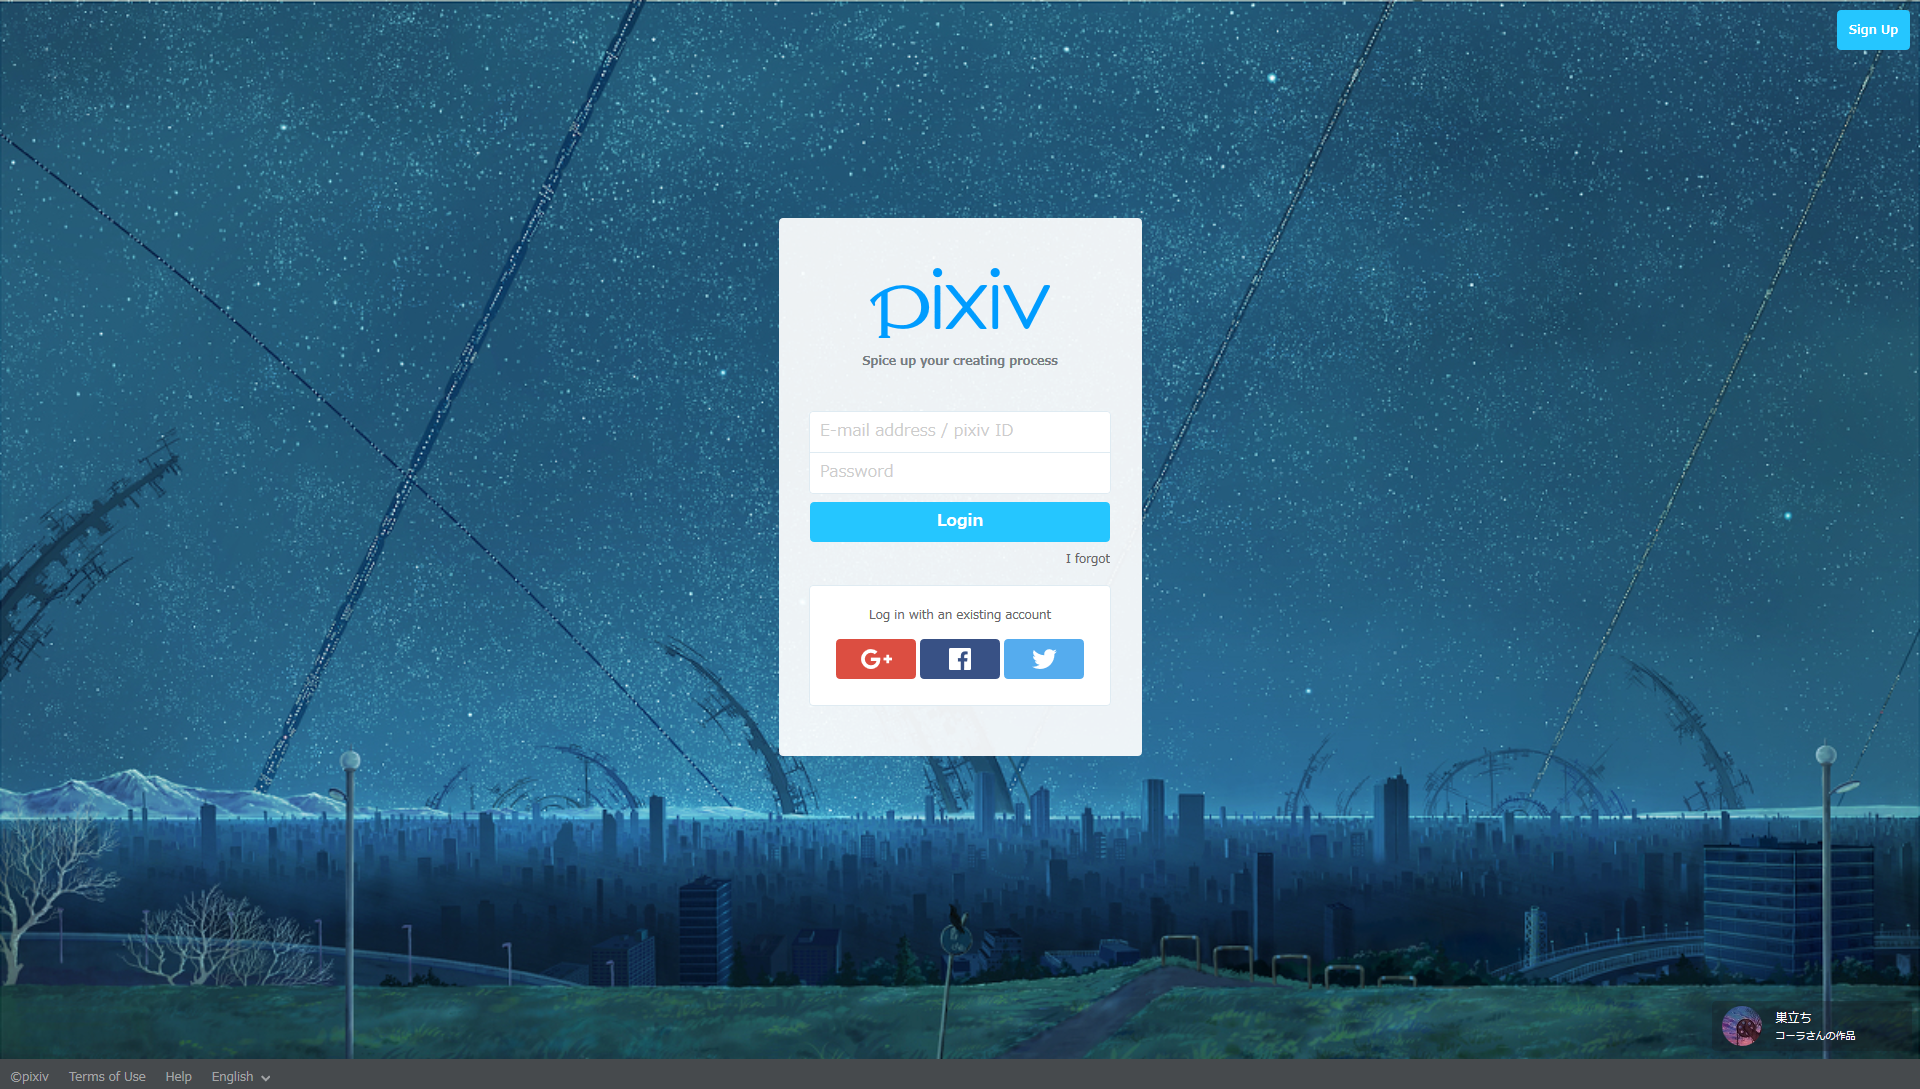 Sign Up
pixiv
Spice up your creating process
E-mail address / pixiv ID
Password
Login
I forgot
Log in with an existing account
G+
巣立ち
コーラさんの作品
©pixiv Terms of Use Help English